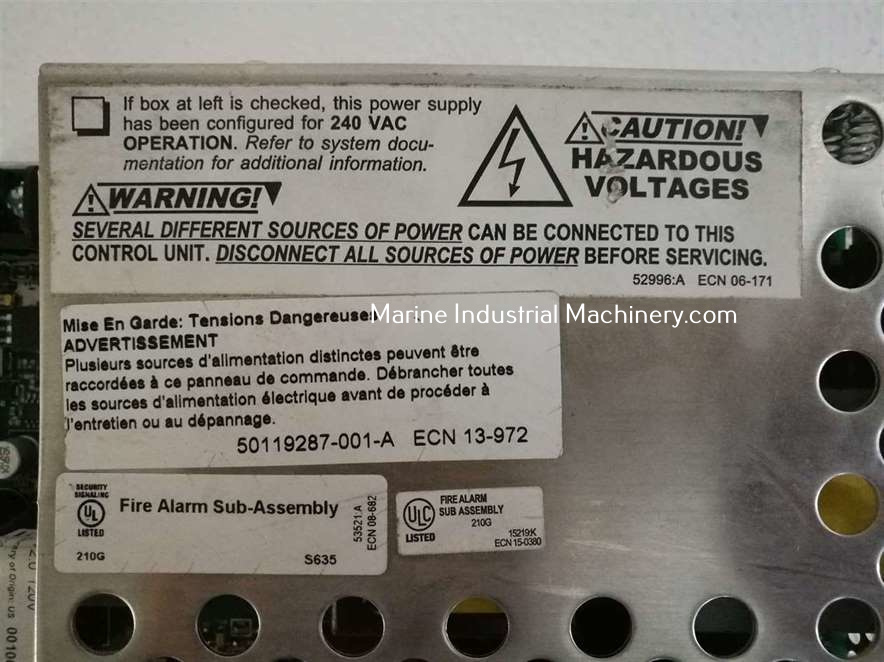 If box at left is checked, this power supply
has been configured for 240 VAC
OPERATION. Refer to system docu-
mentation for additional information.
CAUTION!
HAZARDOUS
VOLTAGES
WARNING!
SEVERAL DIFFERENT SOURCES OF POWER CAN BE CONNECTED TO THIS
CONTROL UNIT. DISCONNECT ALL SOURCES OF POWER BEFORE SERVICING.
52996:A ECN 06-171
Mise En Garde: Tensions Dangereuse
Marine Industrial Machinery.com
ADVERTISSEMENT
Plusieurs sources d'alimentation distinctes peuvent être
raccordées à ce panneau de commande. Débrancher toutes
les sources d'alimentation électrique avant de procéder à
l'entretien ou au dépannage.
50119287-001-A ECN 13-972
SECURITY
SIGNALING
UL
LISTED
210G
Fire Alarm Sub-Assembly
S635
53521:A
ECN 08-682
ULC
LISTED
FIRE ALARM
SUB ASSEMBLY
210G
15219:K
ECN 15-0380
120V
of Origin: US